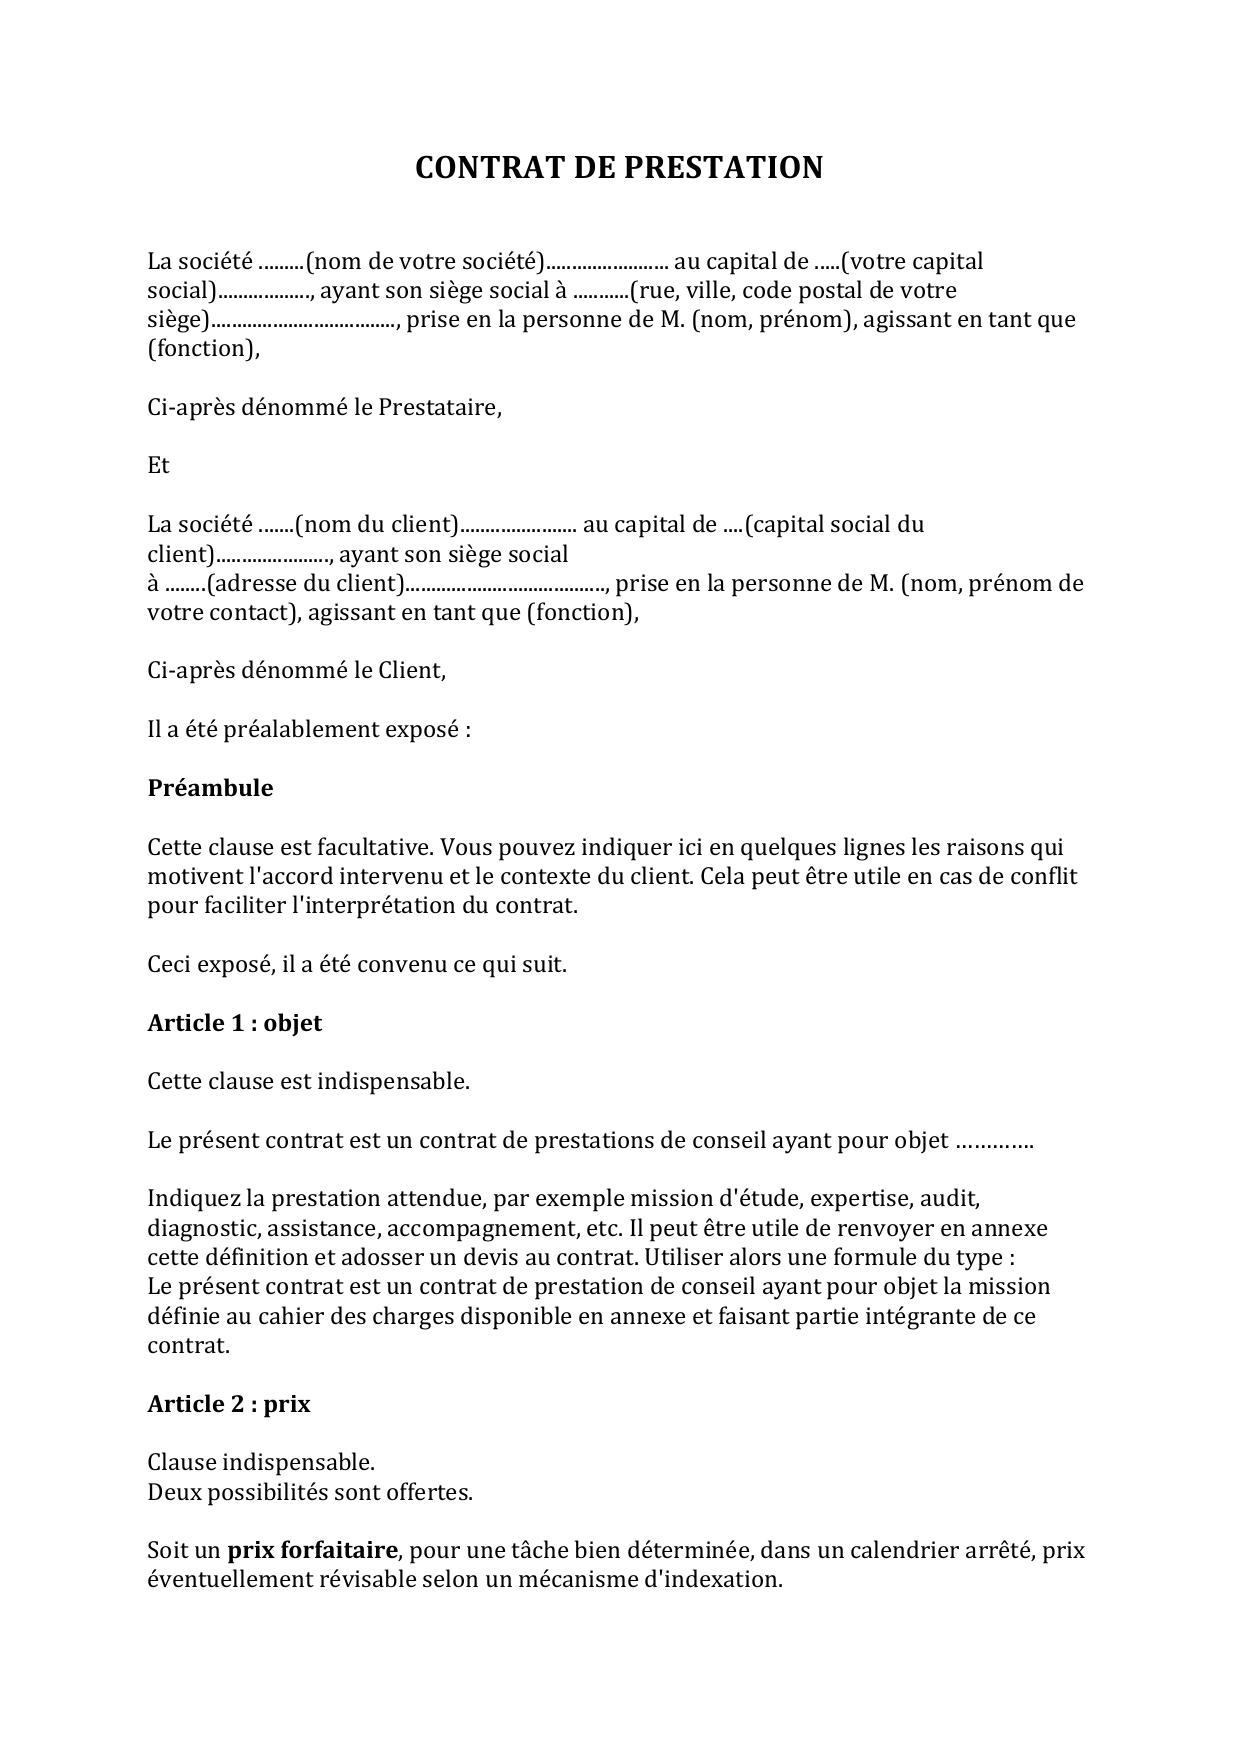 CONTRAT DE PRESTATION
La société .........(nom de votre société)........................ au capital de .....(votre capital
social).................., ayant son siège social à ...........(rue, ville, code postal de votre
siège)...................................., prise en la personne de M. (nom, prénom), agissant en tant que
(fonction),
Ci-après dénommé le Prestataire,
Et
La société .......(nom du client)....................... au capital de ....(capital social du
client)......................, ayant son siège social
à ........(adresse du client)......................................., prise en la personne de M. (nom, prénom de
votre contact), agissant en tant que (fonction),
Ci-après dénommé le Client,
Il a été préalablement exposé :
Préambule
Cette clause est facultative. Vous pouvez indiquer ici en quelques lignes les raisons qui
motivent l'accord intervenu et le contexte du client. Cela peut être utile en cas de conflit
pour faciliter l'interprétation du contrat.
Ceci exposé, il a été convenu ce qui suit.
Article 1 : objet
Cette clause est indispensable.
Le présent contrat est un contrat de prestations de conseil ayant pour objet ………….
Indiquez la prestation attendue, par exemple mission d'étude, expertise, audit,
diagnostic, assistance, accompagnement, etc. Il peut être utile de renvoyer en annexe
cette définition et adosser un devis au contrat. Utiliser alors une formule du type :
Le présent contrat est un contrat de prestation de conseil ayant pour objet la mission
définie au cahier des charges disponible en annexe et faisant partie intégrante de ce
contrat.
Article 2 : prix
Clause indispensable.
Deux possibilités sont offertes.
Soit un prix forfaitaire, pour une tâche bien déterminée, dans un calendrier arrêté, prix
éventuellement révisable selon un mécanisme d'indexation.